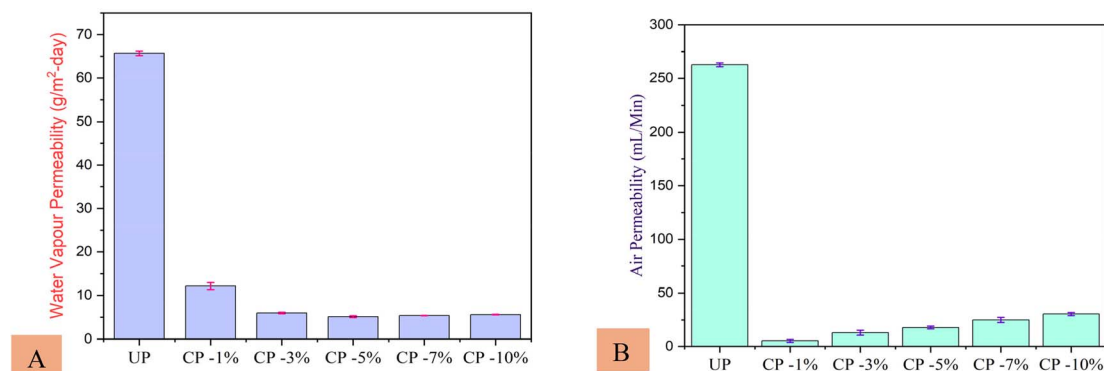 Water Vapour Permeability (g/m²-day)
70
60
50
40
30
20
10
0
UP CP -1% CP -3% CP -5% CP -7% CP -10%
A
Air Permeability (mL/Min)
300
250
200
150
100
50
0
UP CP -1% CP -3% CP -5% CP -7% CP -10%
B